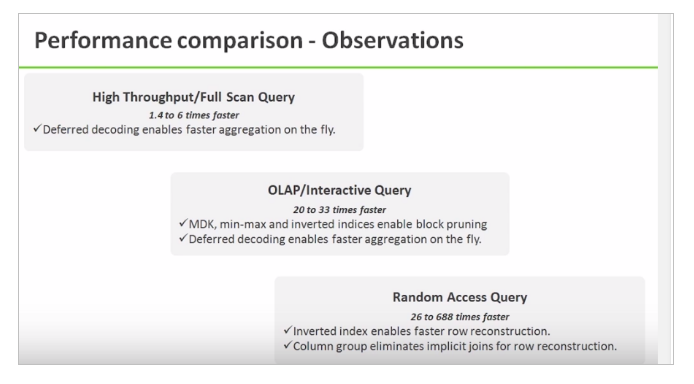 Performance comparison - Observations
High Throughput/Full Scan Query
1.4 to 6 times faster
✓Deferred decoding enables faster aggregation on the fly.
OLAP/Interactive Query
20 to 33 times faster
✓MDK, min-max and inverted indices enable block pruning
✓Deferred decoding enables faster aggregation on the fly.
Random Access Query
26 to 688 times faster
✓Inverted index enables faster row reconstruction.
✓Column group eliminates implicit joins for row reconstruction.